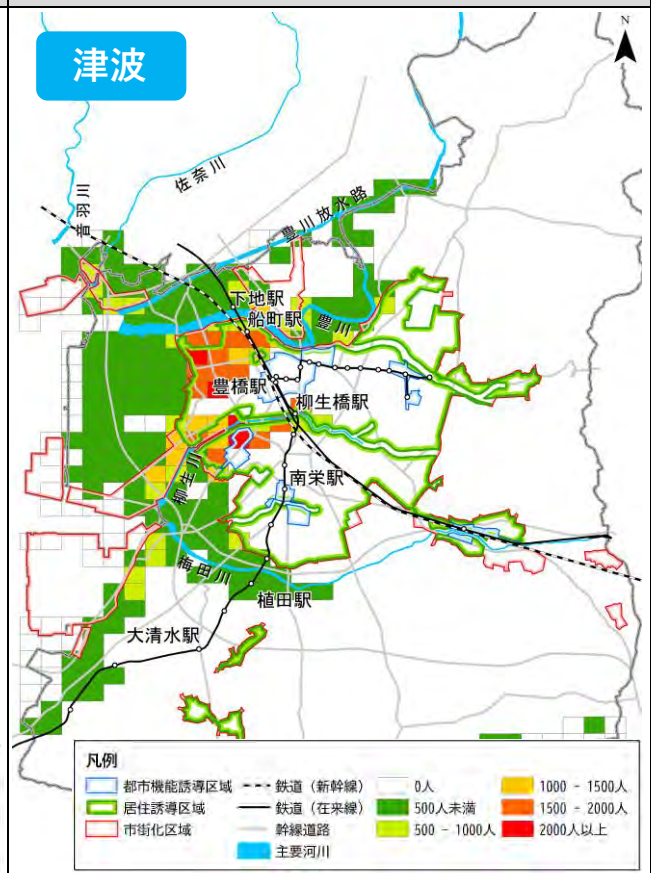 津波
N
佐奈川
音羽川
豊川放水路
下地駅
船町駅
豊川
豊橋駅
柳生橋駅
柳生川
南栄駅
梅田川
植田駅
大清水駅
凡例
都市機能誘導区域
鉄道（新幹線）
0人
1000 - 1500人
居住誘導区域
鉄道（在来線）
500人未満
1500 - 2000人
市街化区域
幹線道路
500 - 1000人
2000人以上
主要河川